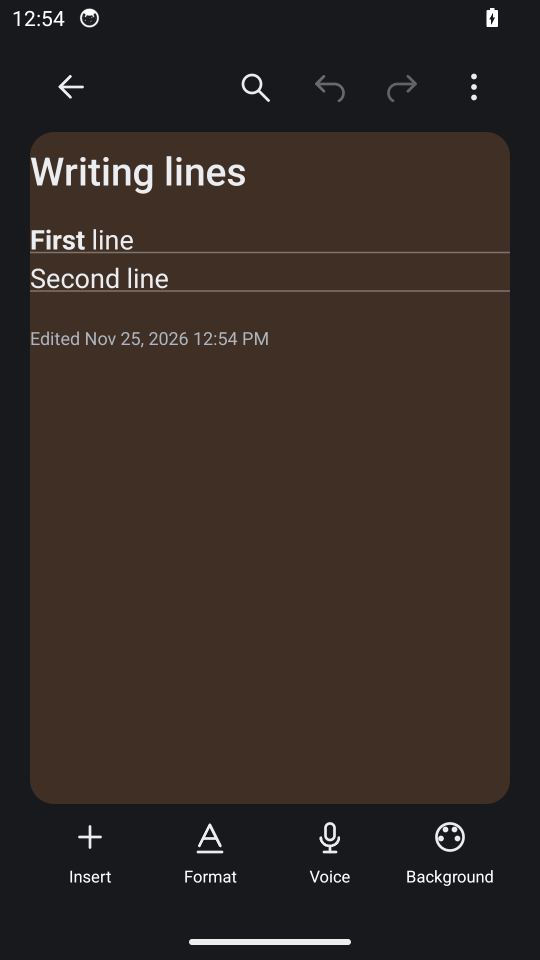 12:54
Writing lines
First line
Second line
Edited Nov 25, 2026 12:54 PM
Insert
Format
Voice
Background